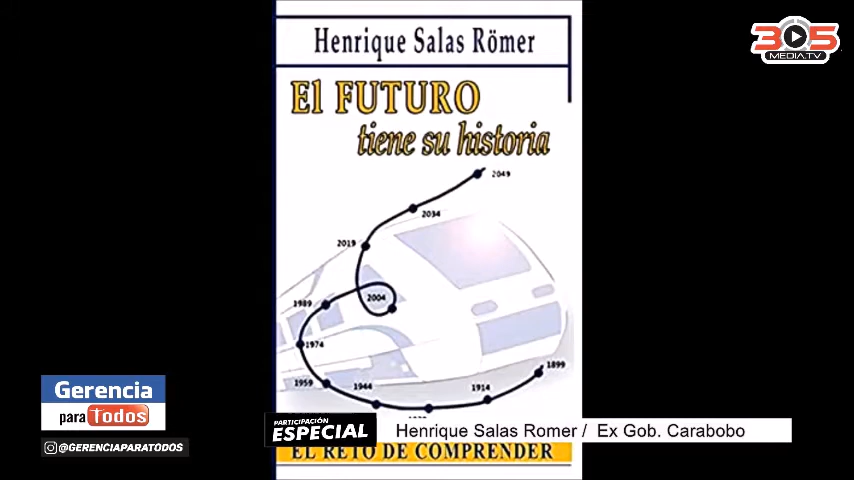 Henrique Salas Römer
305
MEDIA.TV
El FUTURO
tiene su historia
2049
2034
2019
2004
1989
1974
1959
1944
1914
1899
Gerencia
para Todos
@GERENCIAPARATODOS
PARTICIPACIÓN
ESPECIAL
Henrique Salas Romer / Ex Gob. Carabobo
EL RETO DE COMPRENDER